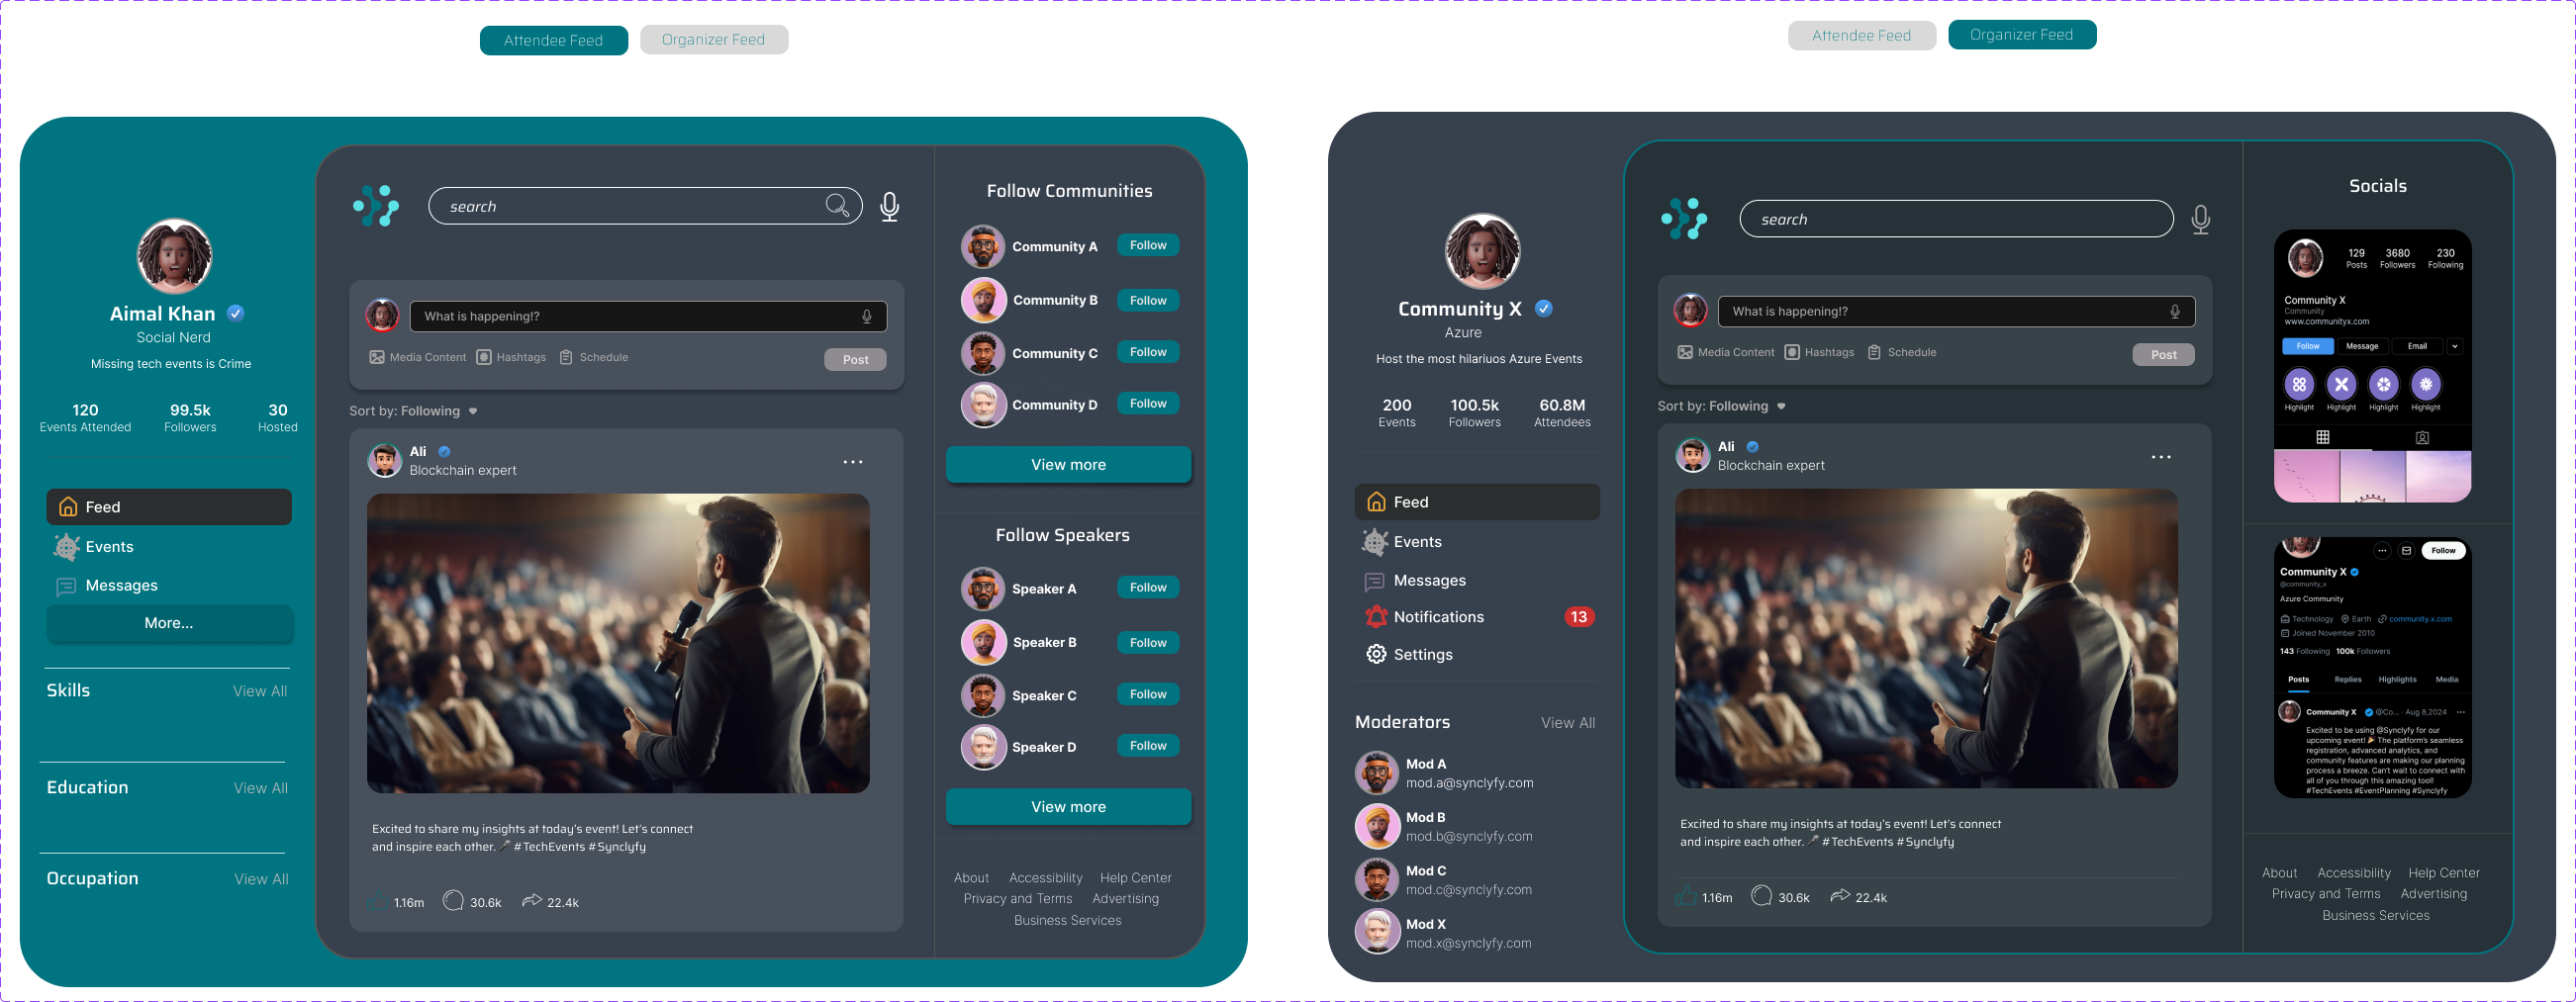 Attendee Feed
Organizer Feed
Aimal Khan
Social Nerd
Missing tech events is Crime
120 99.5k 30
Events Attended Followers Hosted
Feed
Events
Messages
More...
Skills View All
Education View All
Occupation View All
search
What is happening!?
Media Content Hashtags Schedule
Post
Sort by: Following
Ali
Blockchain expert
Excited to share my insights at today's event! Let's connect
and inspire each other. 🎤 #TechEvents #Synclyfy
1.16m 30.6k 22.4k
Follow Communities
Community A Follow
Community B Follow
Community C Follow
Community D Follow
View more
Follow Speakers
Speaker A Follow
Speaker B Follow
Speaker C Follow
Speaker D Follow
View more
About Accessibility Help Center
Privacy and Terms Advertising
Business Services
Attendee Feed
Organizer Feed
Community X
Azure
Host the most hilariuos Azure Events
200 100.5k 60.8M
Events Followers Attendees
Feed
Events
Messages
Notifications 13
Settings
Moderators View All
Mod A
mod.a@synclyfy.com
Mod B
mod.b@synclyfy.com
Mod C
mod.c@synclyfy.com
Mod X
mod.x@synclyfy.com
search
What is happening!?
Media Content Hashtags Schedule
Post
Sort by: Following
Ali
Blockchain expert
Excited to share my insights at today's event! Let's connect
and inspire each other. 🎤 #TechEvents #Synclyfy
1.16m 30.6k 22.4k
Socials
129 3680 230
Posts Followers Following
Community X
Community
www.communityx.com
Follow Message Email
Highlight Highlight Highlight Highlight
Follow
Community X
@community_x
Azure Community
Technology Earth community.x.com
Joined November 2010
143 Following 100k Followers
Posts Replies Highlights Media
Community X @Co... · Aug 8,2024
Excited to be using @Synclyfy for our
upcoming event! 🎉 The platform's seamless
registration, advanced analytics, and
community features are making our planning
process a breeze. Can't wait to connect with
all of you through this amazing tool!
#TechEvents #EventPlanning #Synclyfy
About Accessibility Help Center
Privacy and Terms Advertising
Business Services